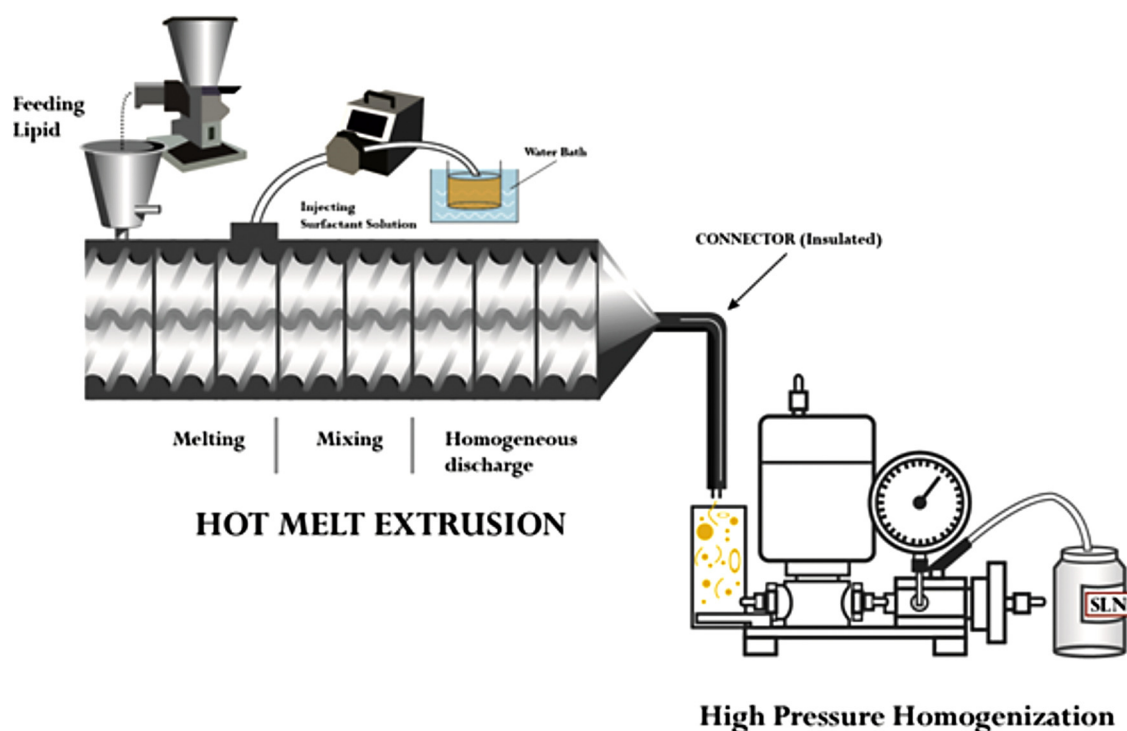 Feeding
Lipid
Water Bath
Injecting
Surfactant Solution
CONNECTOR (Insulated)
Melting
Mixing
Homogeneous
discharge
HOT MELT EXTRUSION
SLN
High Pressure Homogenization